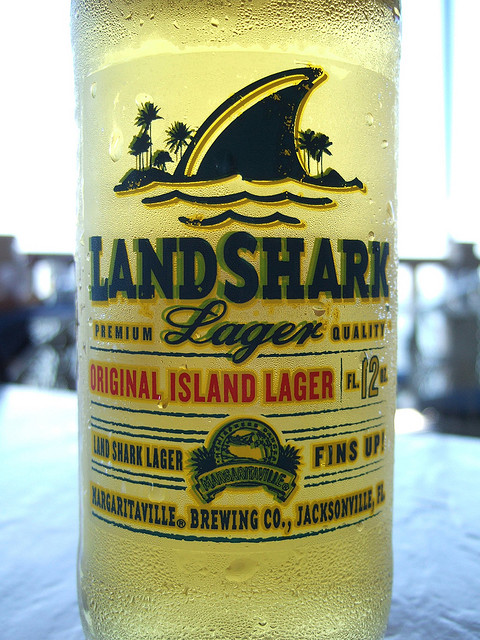 LANDSHARK
PREMIUM Lager QUALITY
ORIGINAL ISLAND LAGER FL. 12 OZ.
LAND SHARK LAGER MARGARITAVILLE® FINS UP!
MARGARITAVILLE® BREWING CO., JACKSONVILLE, FL